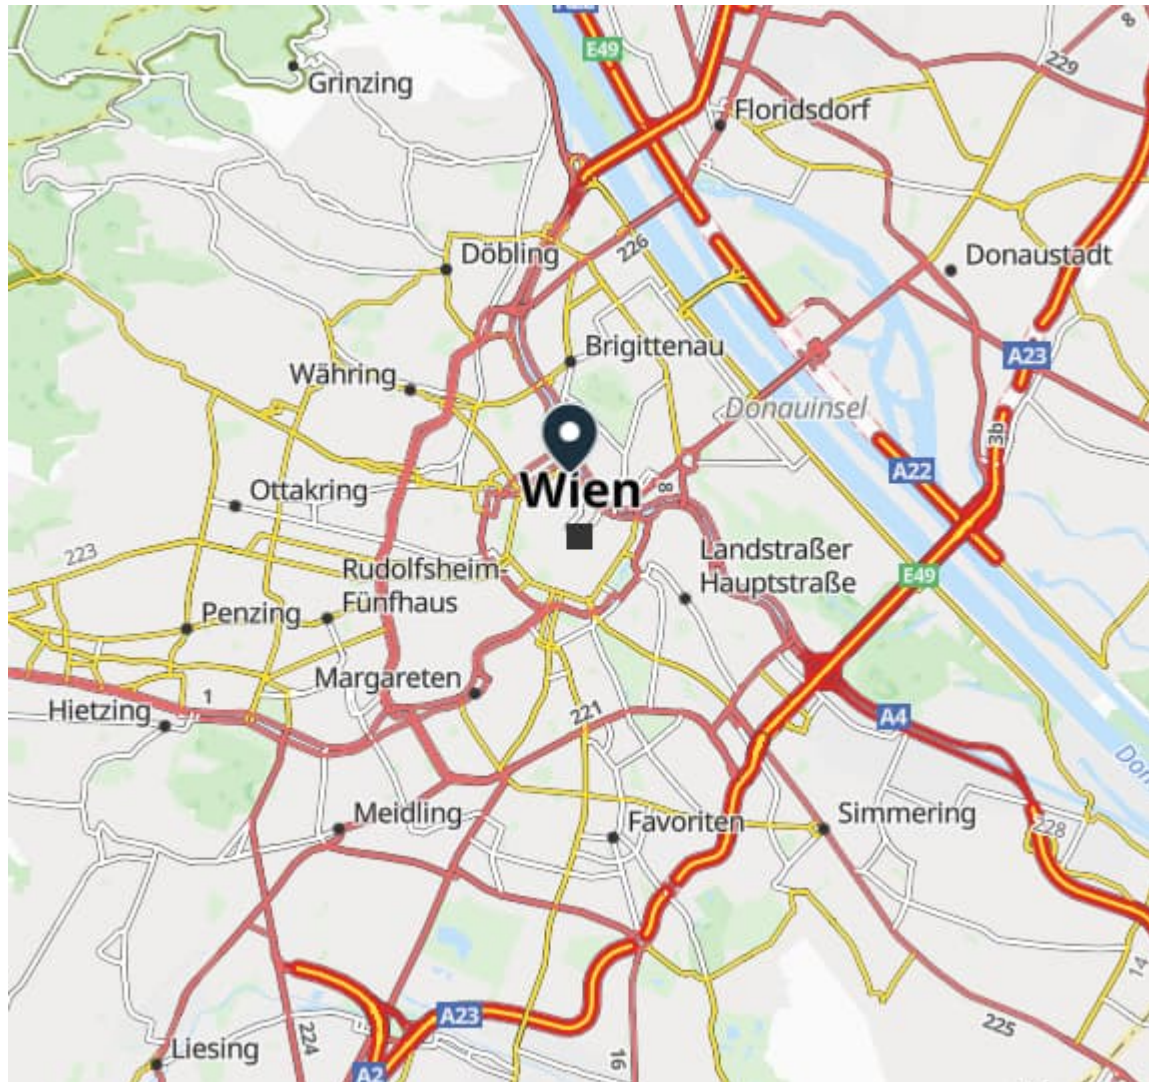 E49
229
8
Grinzing
Floridsdorf
226
Döbling
Donaustadt
Brigittenau
A23
Währing
Donauinsel
3b
A22
Ottakring
Wien
8
223
Rudolfsheim-
Fünfhaus
Landstraßer
Hauptstraße
E49
Penzing
Margareten
1
Hietzing
221
A4
Don
Meidling
Favoriten
Simmering
228
14
A23
224
225
16
Liesing
A2